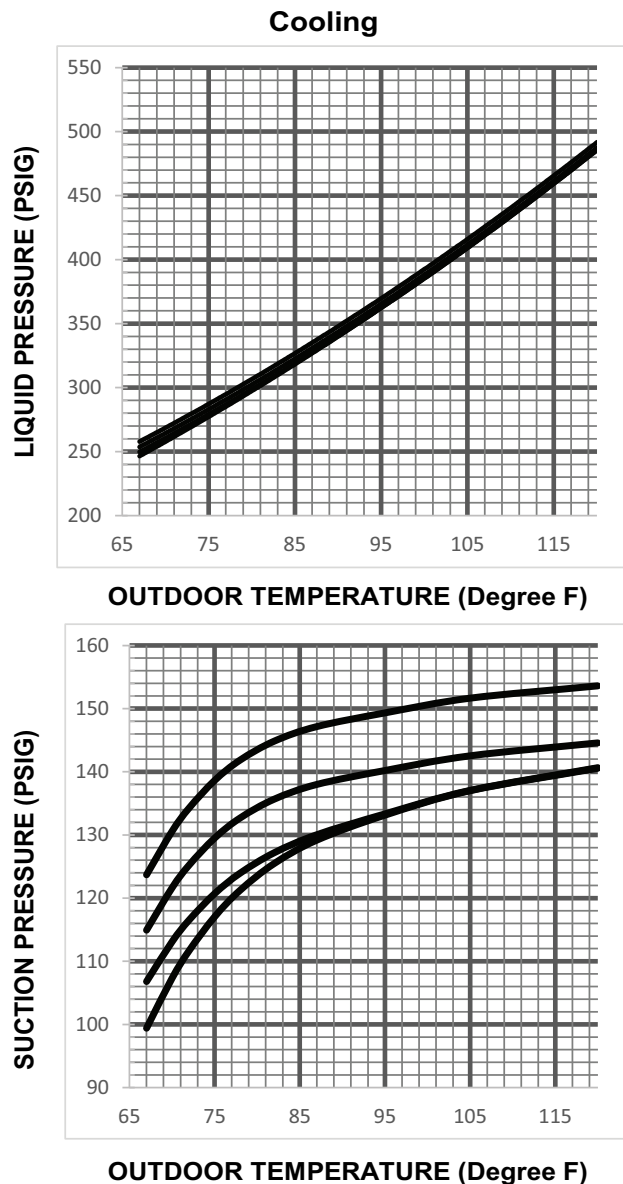 Cooling
LIQUID PRESSURE (PSIG)
550
500
450
400
350
300
250
200
65 75 85 95 105 115
OUTDOOR TEMPERATURE (Degree F)
SUCTION PRESSURE (PSIG)
160
150
140
130
120
110
100
90
65 75 85 95 105 115
OUTDOOR TEMPERATURE (Degree F)